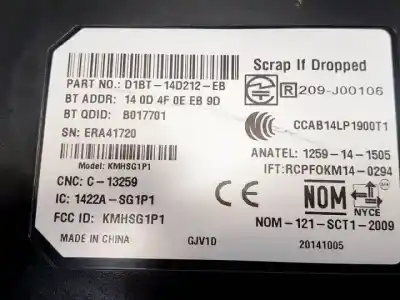 Scrap If Dropped
PART NO.: D1BT-14D212-EB
R 209-J00106
BT ADDR: 14 0D 4F 0E EB 9D
BT QDID: B017701
CCAB14LP1900T1
SN: ERA41720
ANATEL: 1259-14-1505
Model: KMHSG1P1
IFT:RCPFOKM14-0294
CNC: C-13259
IC: 1422A-SG1P1
CE
NOM
NYCE
FCC ID: KMHSG1P1
NOM-121-SCT1-2009
MADE IN CHINA
GJV1D
20141005